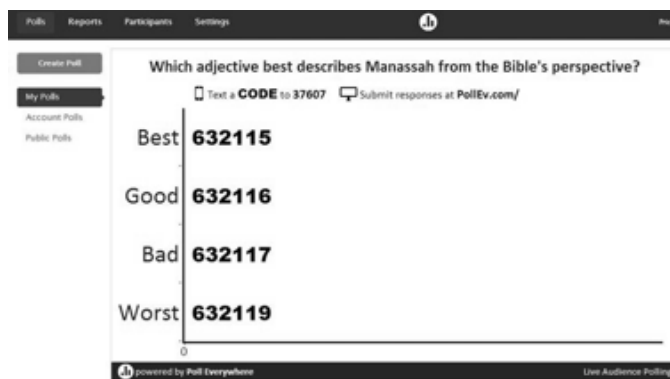 Polls Reports Participants Settings
Create Poll
My Polls
Account Polls
Public Polls
Which adjective best describes Manassah from the Bible's perspective?
Text a CODE to 37607 Submit responses at PollEv.com/
Best 632115
Good 632116
Bad 632117
Worst 632119
0
powered by Poll Everywhere
Live Audience Polling